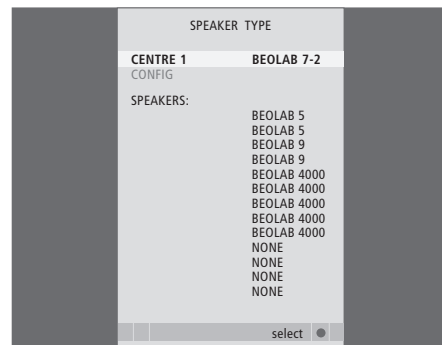 SPEAKER TYPE
CENTRE 1 BEOLAB 7-2
CONFIG
SPEAKERS:
BEOLAB 5
BEOLAB 5
BEOLAB 9
BEOLAB 9
BEOLAB 4000
BEOLAB 4000
BEOLAB 4000
BEOLAB 4000
BEOLAB 4000
NONE
NONE
NONE
NONE
select